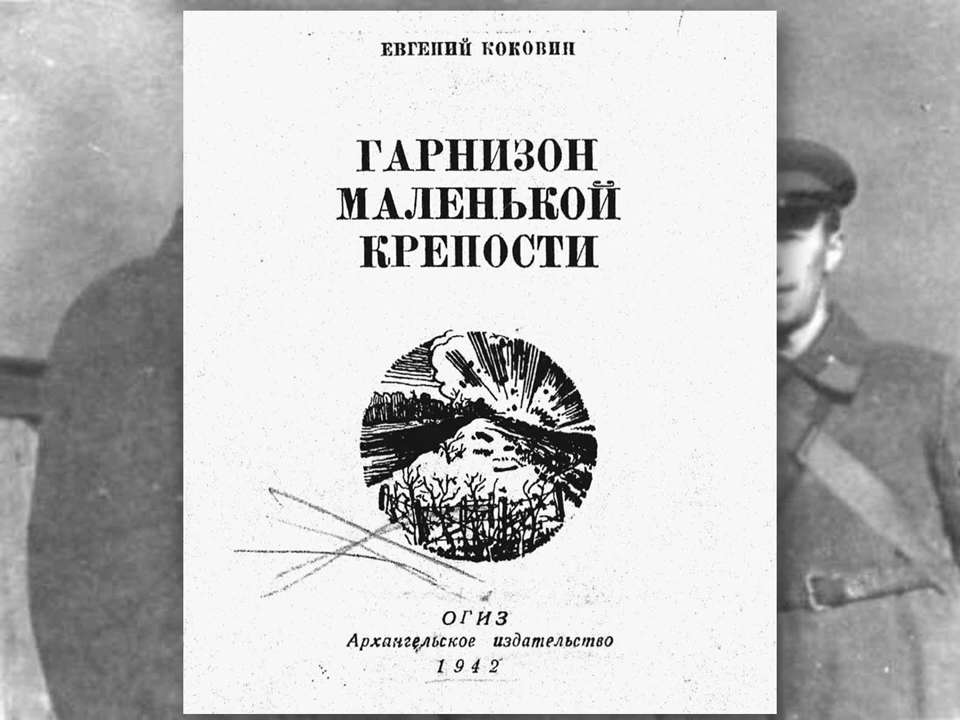 ЕВГЕНИЙ КОКОВИН
ГАРНИЗОН
МАЛЕНЬКОЙ
КРЕПОСТИ
ОГИЗ
Архангельское издательство
1942